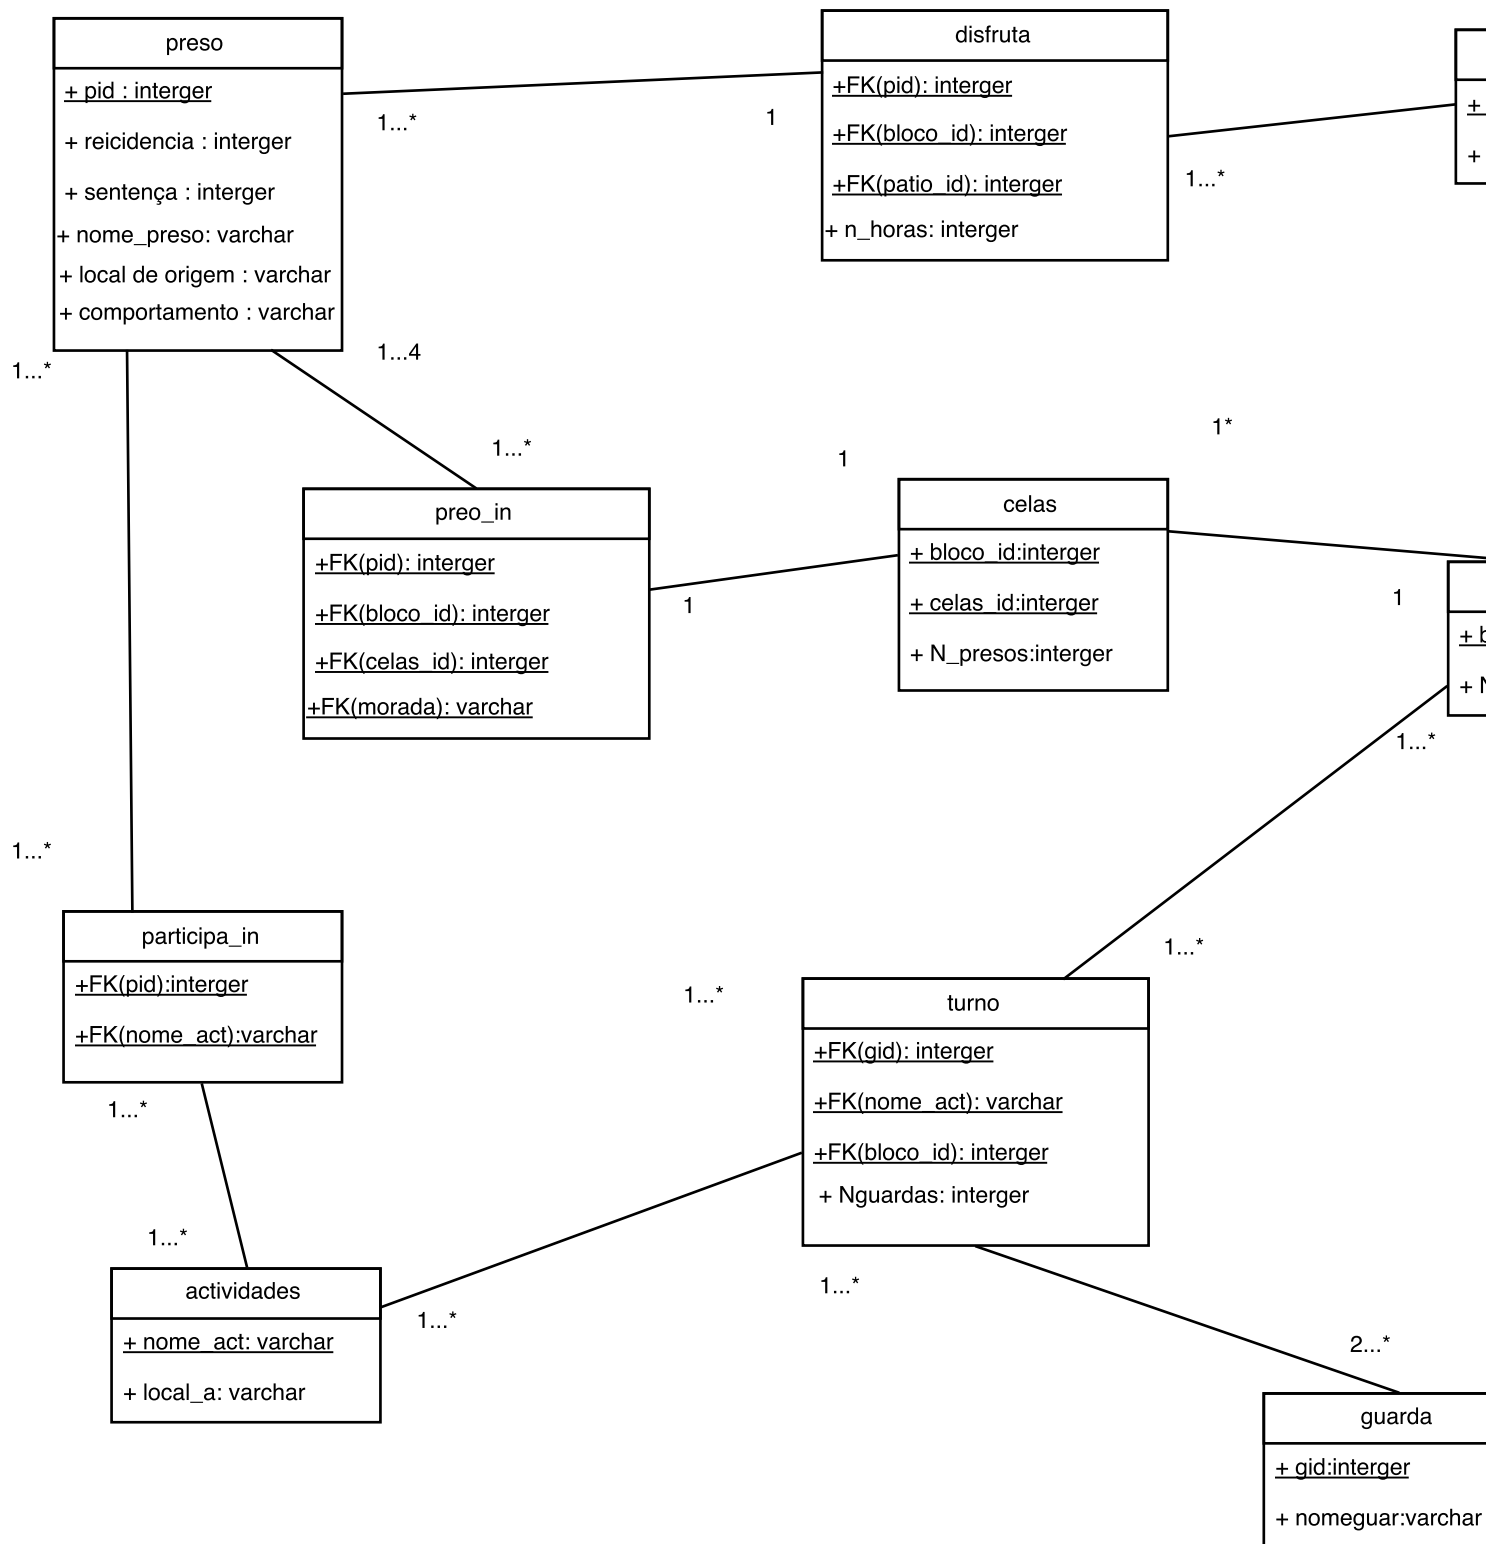 preso
+ pid : interger
+ reicidencia : interger
+ sentença : interger
+ nome_preso: varchar
+ local de origem : varchar
+ comportamento : varchar
disfruta
+FK(pid): interger
+FK(bloco_id): interger
+FK(patio_id): interger
+ n_horas: interger
+
+
1...*
1
1...*
1...*
1...4
1...*
1
1*
preo_in
+FK(pid): interger
+FK(bloco_id): interger
+FK(celas_id): interger
+FK(morada): varchar
1
celas
+ bloco_id:interger
+ celas_id:interger
+ N_presos:interger
1
+ b
+ N
1...*
1...*
1...*
1...*
participa_in
+FK(pid):interger
+FK(nome_act):varchar
turno
+FK(gid): interger
+FK(nome_act): varchar
+FK(bloco_id): interger
+ Nguardas: interger
1...*
1...*
actividades
+ nome_act: varchar
+ local_a: varchar
1...*
1...*
2...*
guarda
+ gid:interger
+ nomeguar:varchar